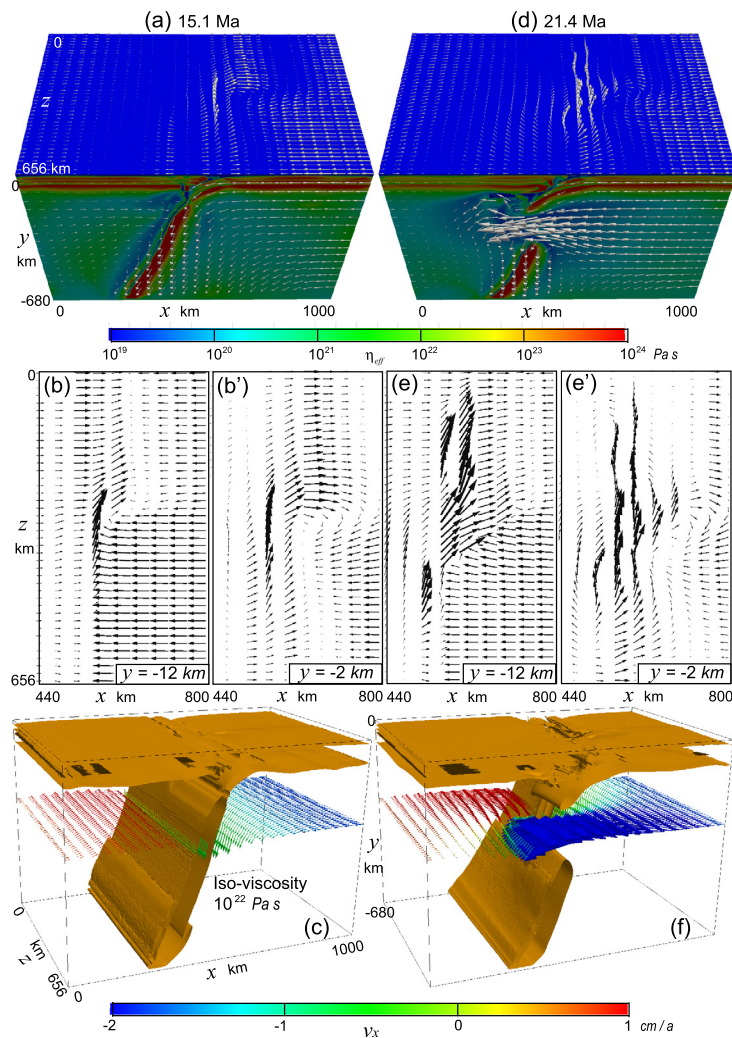 (a) 15.1 Ma
(d) 21.4 Ma
0
z
-656 km
0
y
km
-680
0
x km
1000
0
x km
1000
10^19 10^20 10^21 10^22 10^23 10^24 Pa s
η_eff
0
z
km
656
(b)
y = -12 km
(b')
y = -2 km
(e)
y = -12 km
(e')
y = -2 km
440 x km 800
440 x km 800
440 x km 800
440 x km 800
0
Iso-viscosity
10^22 Pa s
(c)
0
km
z
656
0
x km
1000
0
y
km
-680
(f)
-2 -1 0 1 cm / a
v_x